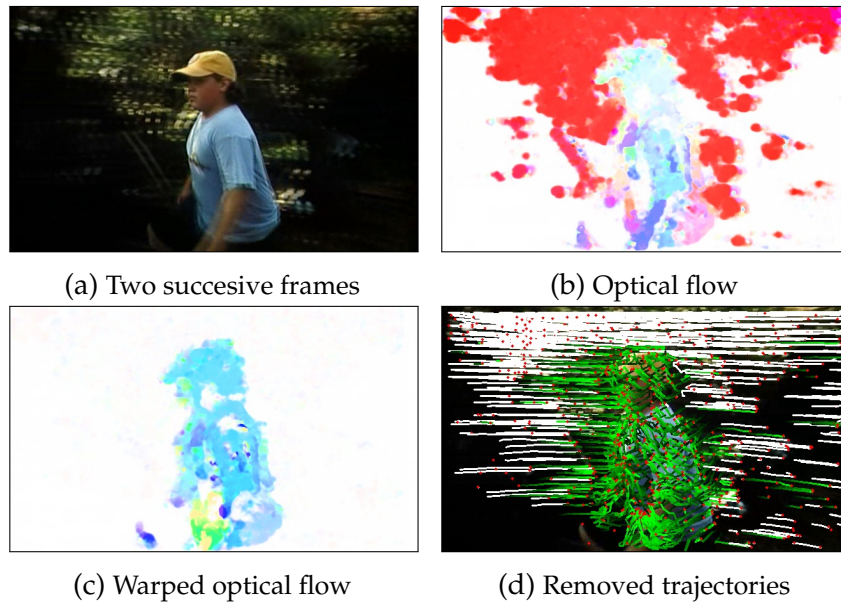 (a) Two succesive frames
(b) Optical flow
(c) Warped optical flow
(d) Removed trajectories